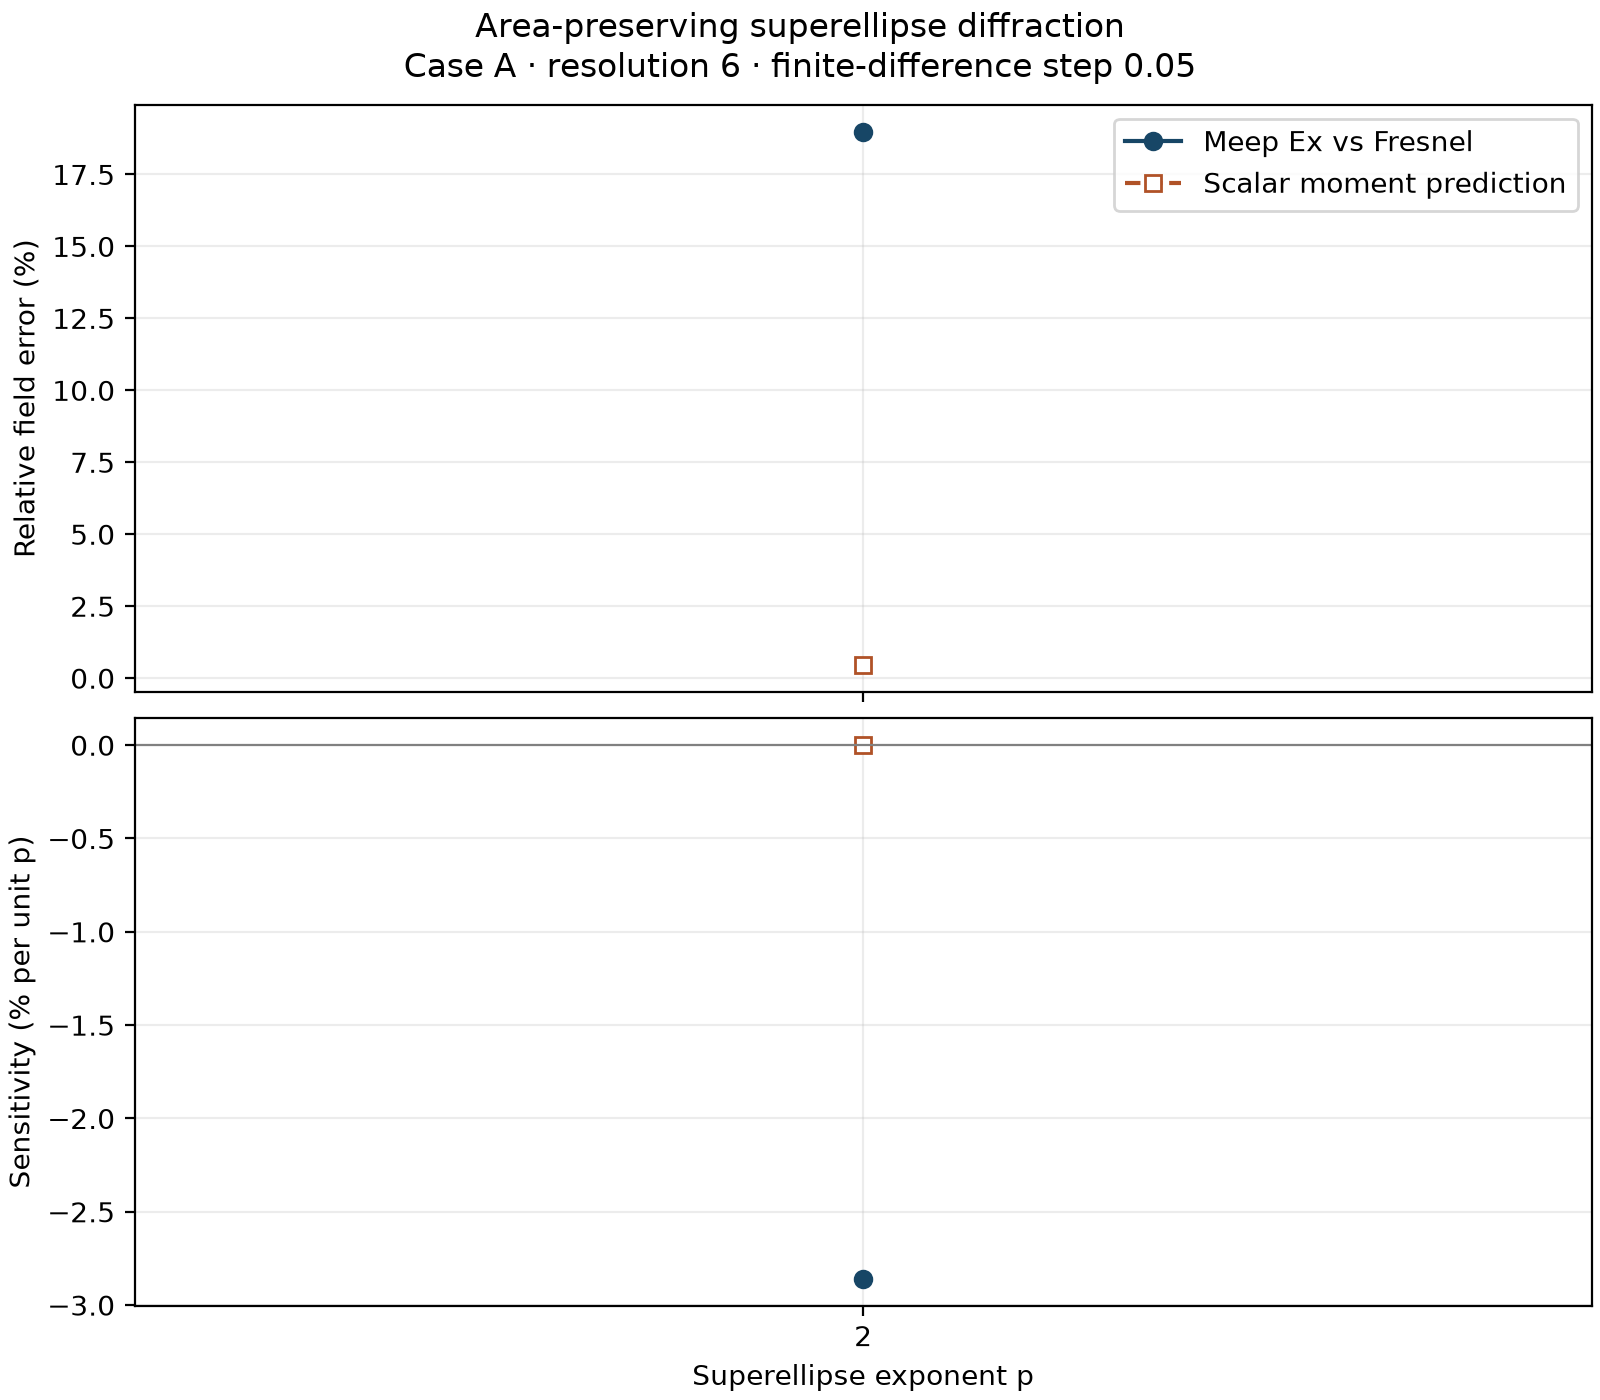 Area-preserving superellipse diffraction
Case A · resolution 6 · finite-difference step 0.05
Meep Ex vs Fresnel
Scalar moment prediction
Relative field error (%)
17.5
15.0
12.5
10.0
7.5
5.0
2.5
0.0
Sensitivity (% per unit p)
0.0
−0.5
−1.0
−1.5
−2.0
−2.5
−3.0
2
Superellipse exponent p